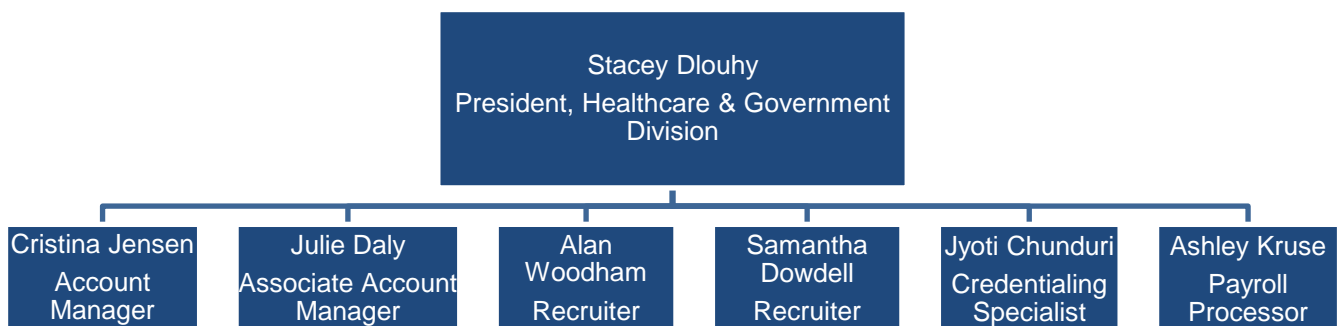 Stacey Dlouhy
President, Healthcare & Government
Division
Cristina Jensen
Account
Manager
Julie Daly
Associate Account
Manager
Alan
Woodham
Recruiter
Samantha
Dowdell
Recruiter
Jyoti Chunduri
Credentialing
Specialist
Ashley Kruse
Payroll
Processor